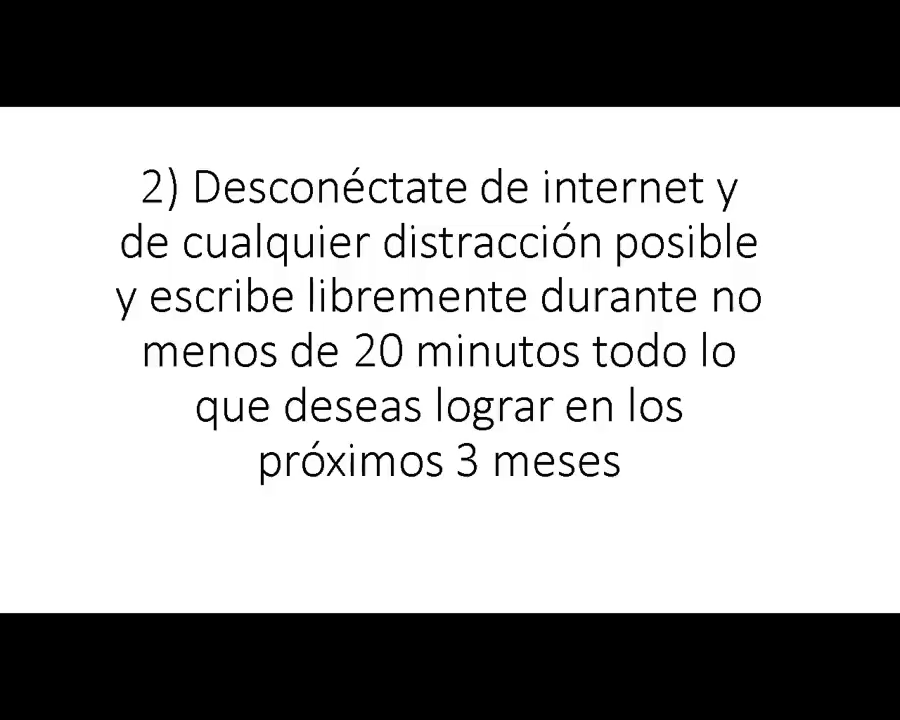 2) Desconéctate de internet y
de cualquier distracción posible
y escribe libremente durante no
menos de 20 minutos todo lo
que deseas lograr en los
próximos 3 meses